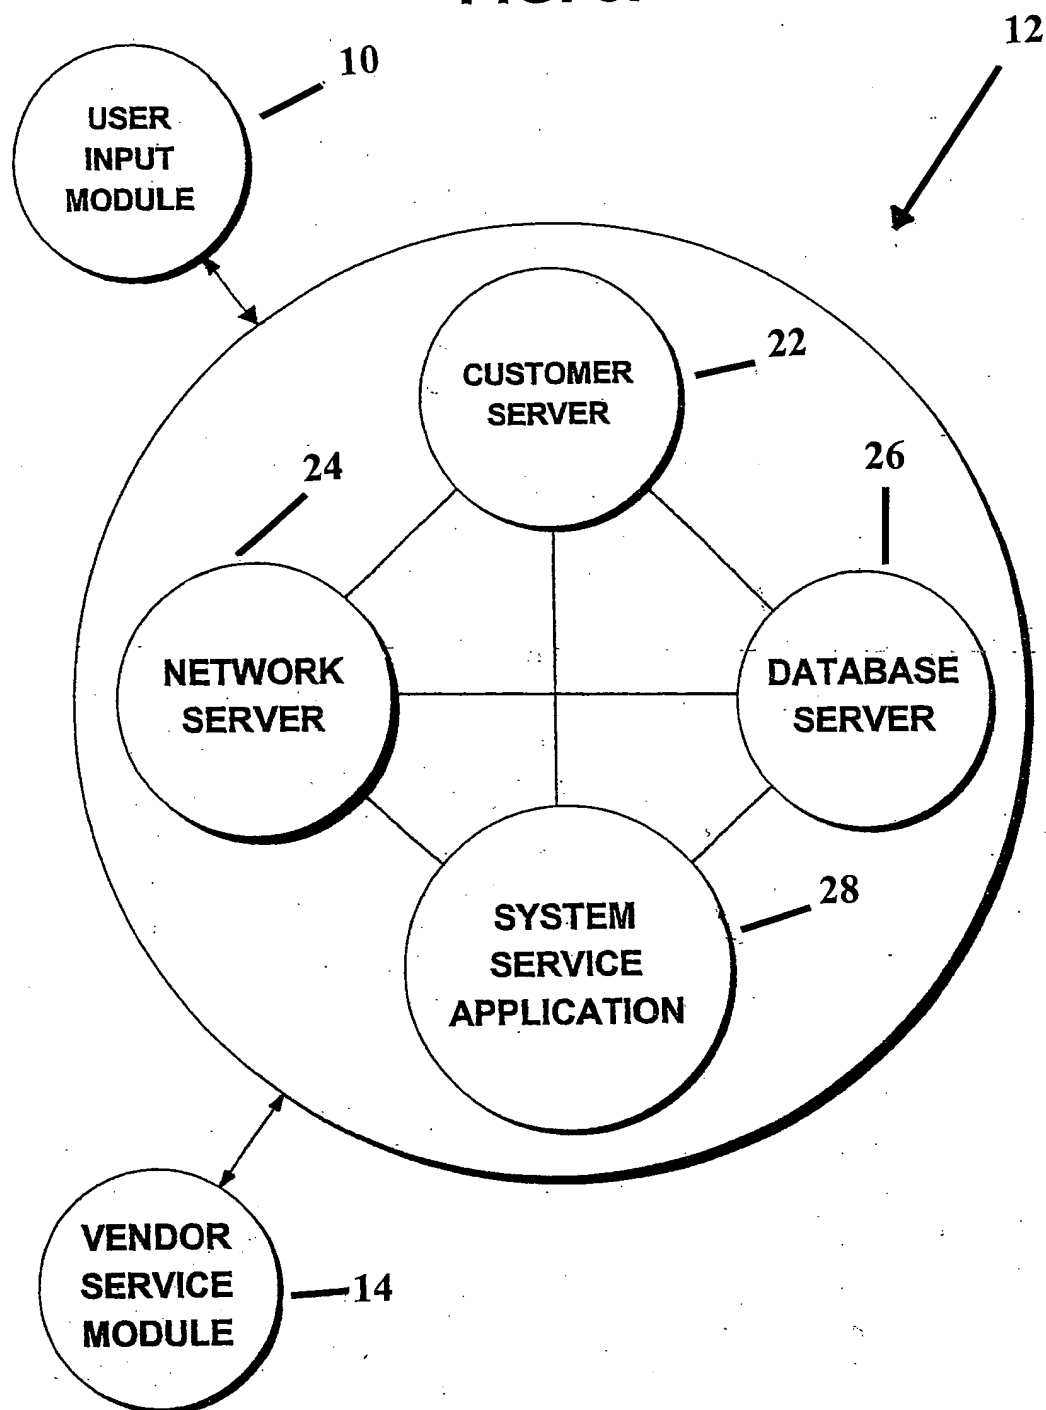 12
10
USER
INPUT
MODULE
22
CUSTOMER
SERVER
24
26
NETWORK
SERVER
DATABASE
SERVER
28
SYSTEM
SERVICE
APPLICATION
VENDOR
SERVICE
MODULE
14